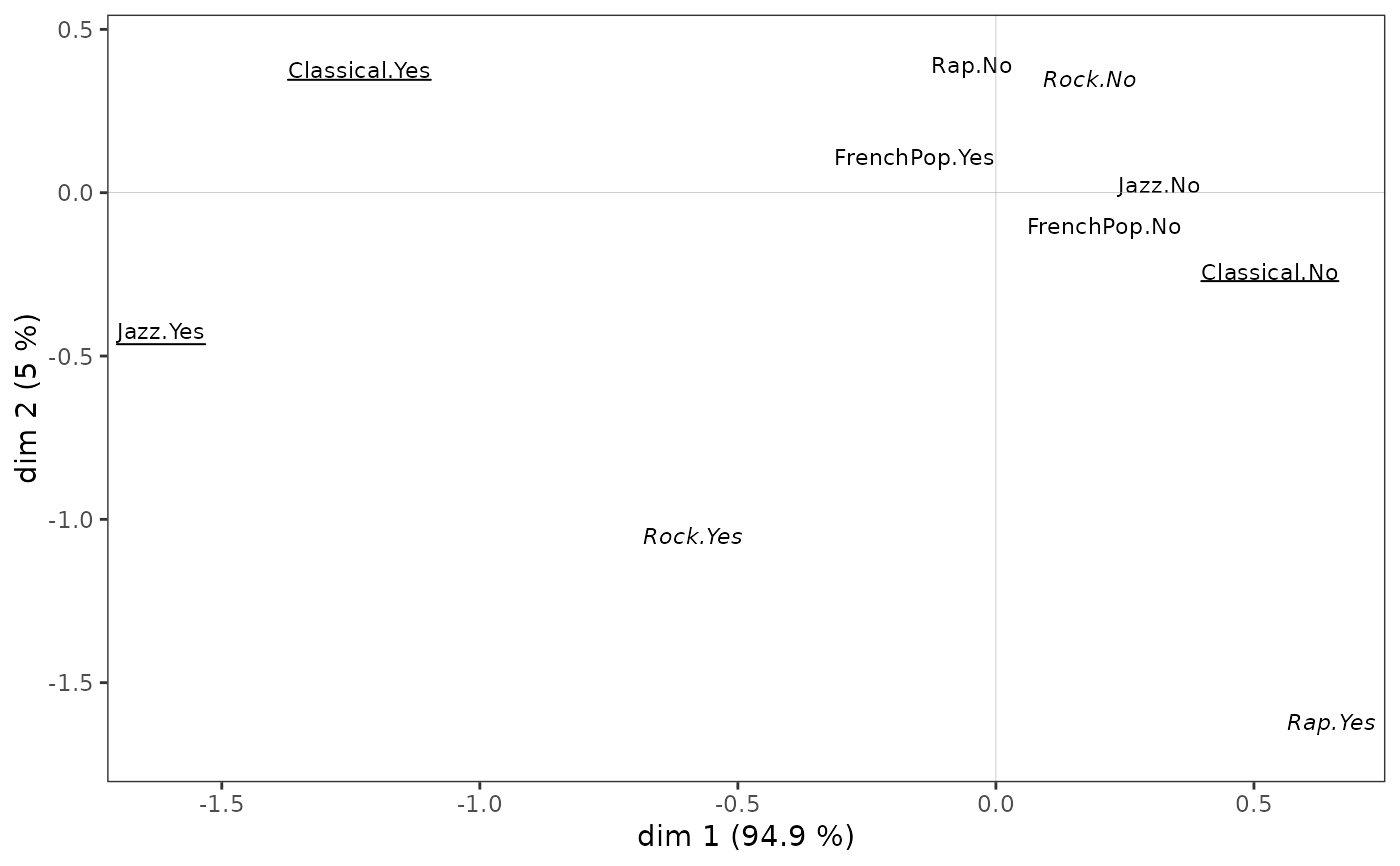 0.5
Classical.Yes
Rap.No
Rock.No
FrenchPop.Yes
0.0
Jazz.No
FrenchPop.No
Classical.No
Jazz.Yes
-0.5
dim 2 (5 %)
-1.0
Rock.Yes
-1.5
Rap.Yes
-1.5 -1.0 -0.5 0.0 0.5
dim 1 (94.9 %)